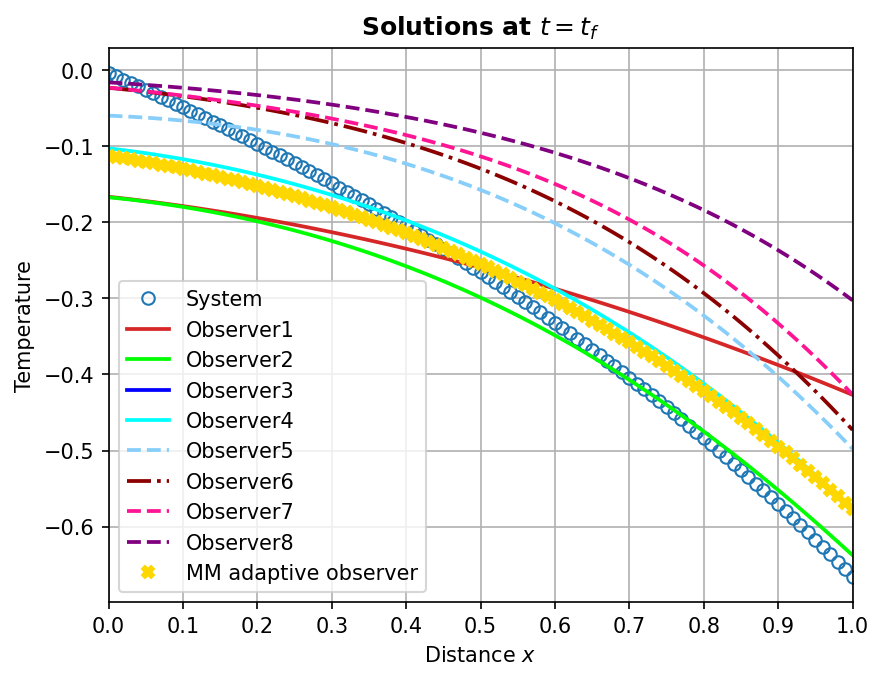 Solutions at t = t_f
0.0
−0.1
−0.2
−0.3
−0.4
−0.5
−0.6
Temperature
System
Observer1
Observer2
Observer3
Observer4
Observer5
Observer6
Observer7
Observer8
MM adaptive observer
0.0 0.1 0.2 0.3 0.4 0.5 0.6 0.7 0.8 0.9 1.0
Distance x